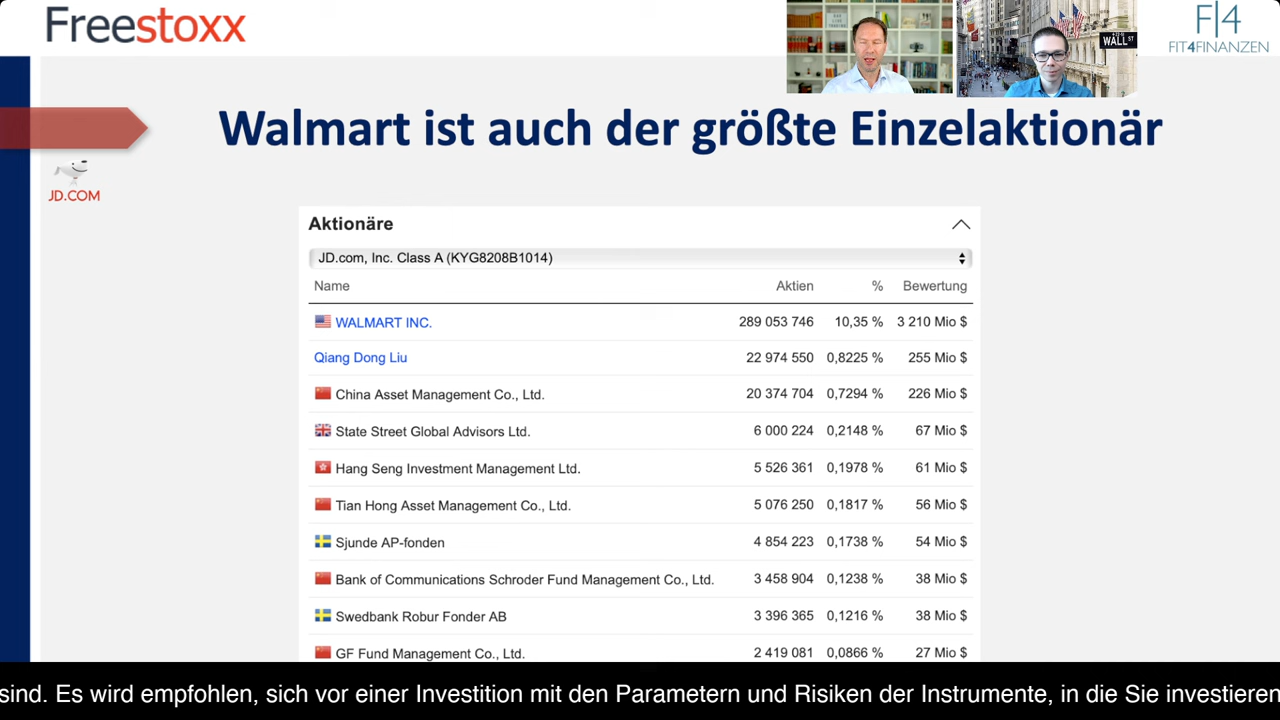 Freestoxx
WALL ST
F|4
FIT4FINANZEN
Walmart ist auch der größte Einzelaktionär
JD.COM
Aktionäre
JD.com, Inc. Class A (KYG8208B1014)
Name Aktien % Bewertung
WALMART INC. 289 053 746 10,35 % 3 210 Mio $
Qiang Dong Liu 22 974 550 0,8225 % 255 Mio $
China Asset Management Co., Ltd. 20 374 704 0,7294 % 226 Mio $
State Street Global Advisors Ltd. 6 000 224 0,2148 % 67 Mio $
Hang Seng Investment Management Ltd. 5 526 361 0,1978 % 61 Mio $
Tian Hong Asset Management Co., Ltd. 5 076 250 0,1817 % 56 Mio $
Sjunde AP-fonden 4 854 223 0,1738 % 54 Mio $
Bank of Communications Schroder Fund Management Co., Ltd. 3 458 904 0,1238 % 38 Mio $
Swedbank Robur Fonder AB 3 396 365 0,1216 % 38 Mio $
GF Fund Management Co., Ltd. 2 419 081 0,0866 % 27 Mio $
sind. Es wird empfohlen, sich vor einer Investition mit den Parametern und Risiken der Instrumente, in die Sie investieren